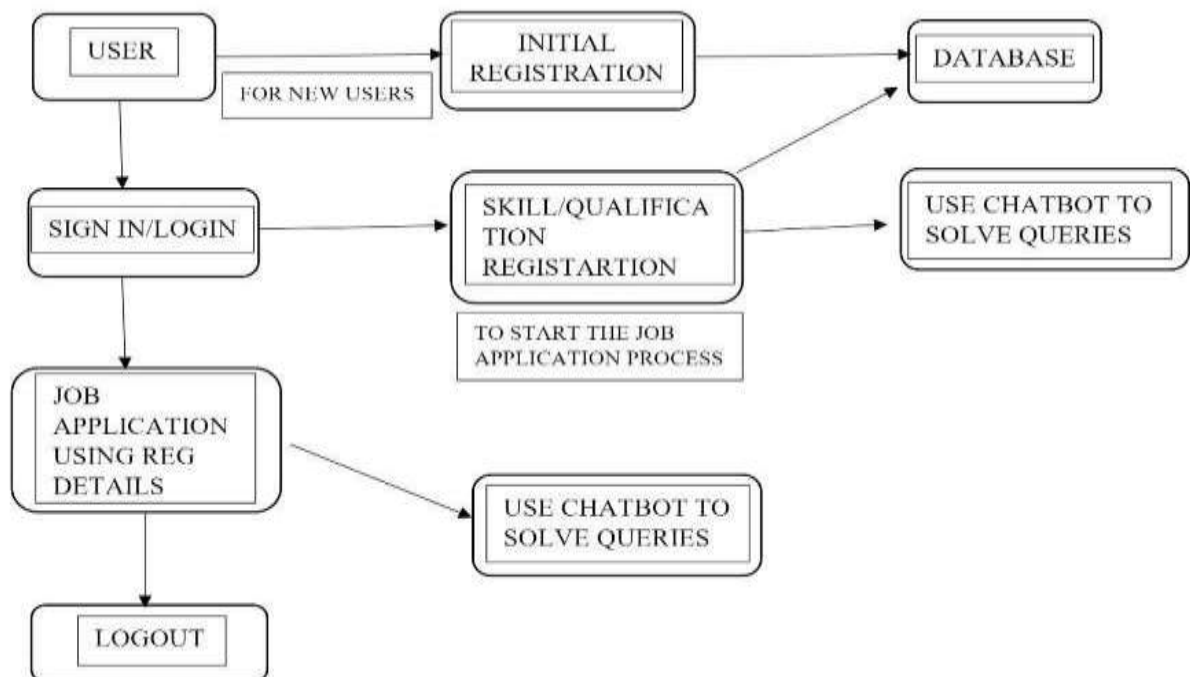 USER
INITIAL
REGISTRATION
DATABASE
FOR NEW USERS
SIGN IN/LOGIN
SKILL/QUALIFICA
TION
REGISTARTION
USE CHATBOT TO
SOLVE QUERIES
TO START THE JOB
APPLICATION PROCESS
JOB
APPLICATION
USING REG
DETAILS
USE CHATBOT TO
SOLVE QUERIES
LOGOUT